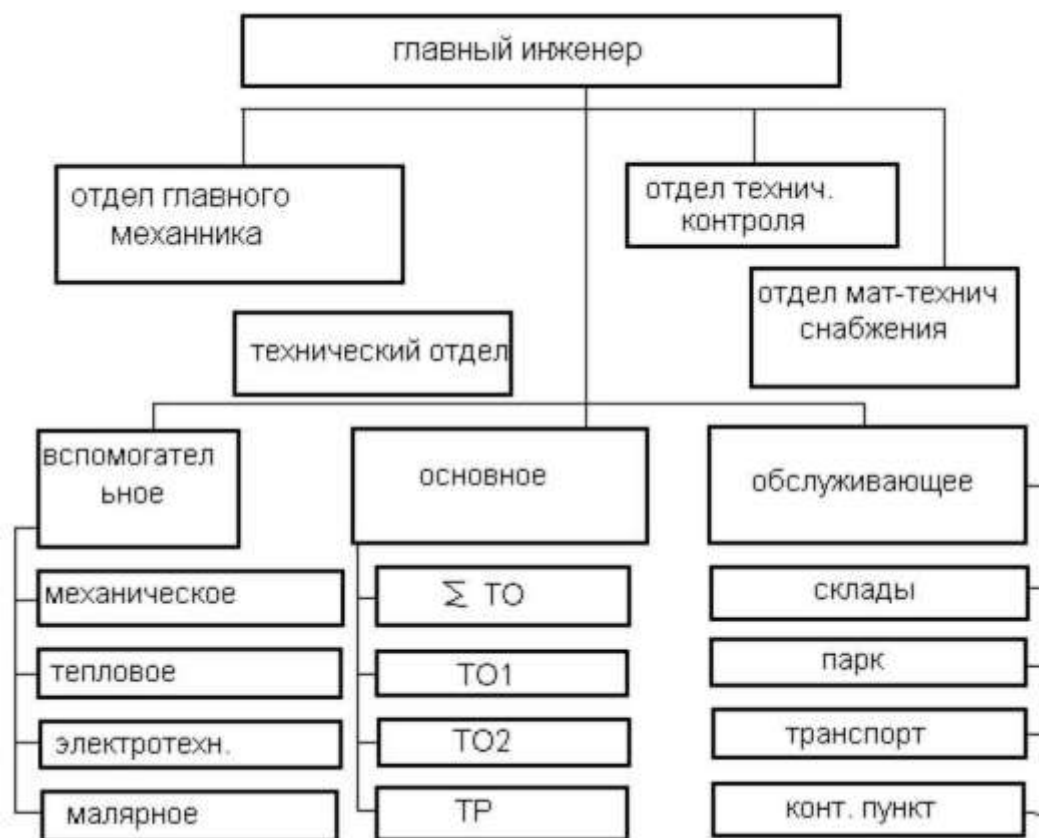 главный инженер
отдел главного
механника
отдел технич.
контроля
отдел мат-технич
снабжения
технический отдел
вспомогател
ьное
основное
обслуживающее
механическое
∑ ТО
склады
тепловое
ТО1
парк
электротехн.
ТО2
транспорт
малярное
ТР
конт. пункт